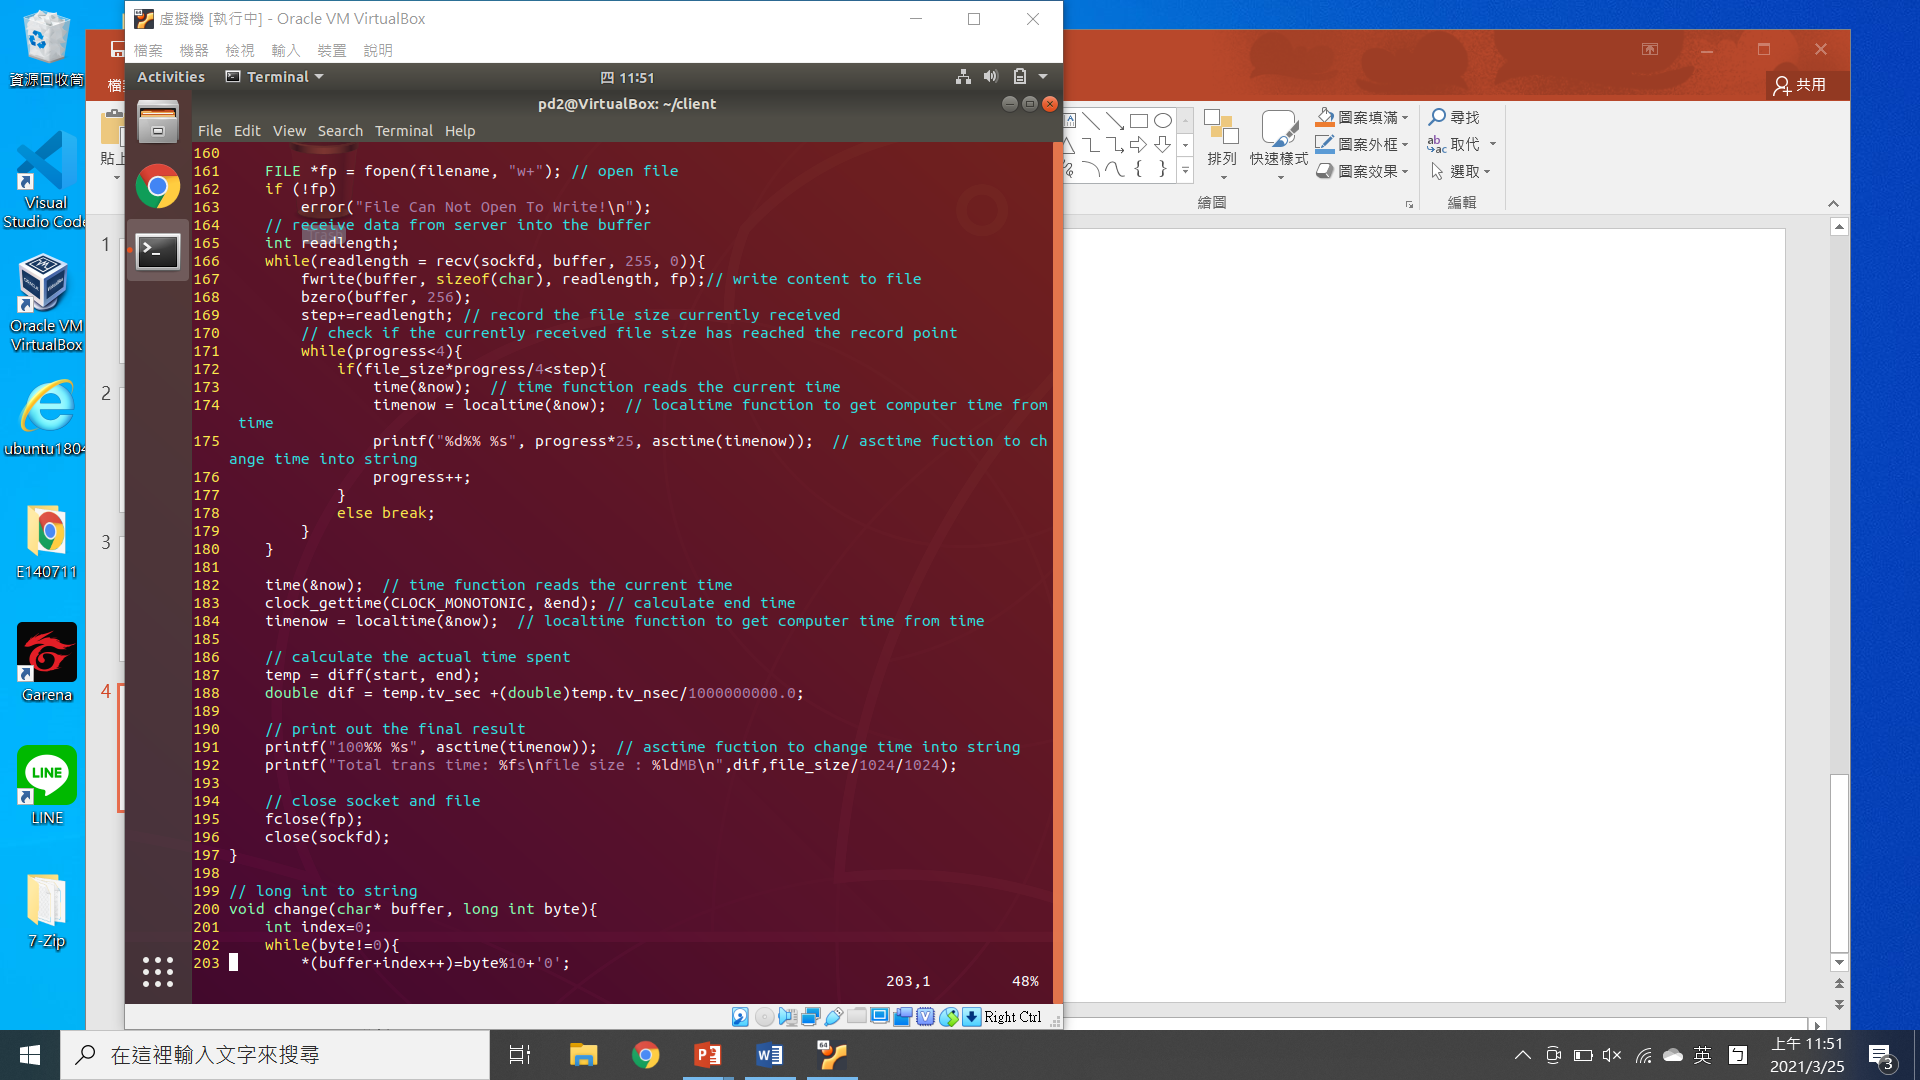 資源回收筒
Visual
Studio Code
Oracle VM
VirtualBox
ubuntu1804
E140711
Garena
LINE
LINE
7-Zip
虛擬機 [執行中] - Oracle VM VirtualBox
檔案 機器 檢視 輸入 裝置 說明
Activities Terminal 四 11:51
pd2@VirtualBox: ~/client
File Edit View Search Terminal Help
160
161     FILE *fp = fopen(filename, "w+"); // open file
162     if (!fp)
163         error("File Can Not Open To Write!\n");
164     // receive data from server into the buffer
165     int readlength;
166     while(readlength = recv(sockfd, buffer, 255, 0)){
167         fwrite(buffer, sizeof(char), readlength, fp);// write content to file
168         bzero(buffer, 256);
169         step+=readlength; // record the file size currently received
170         // check if the currently received file size has reached the record point
171         while(progress<4){
172             if(file_size*progress/4<step){
173                 time(&now);  // time function reads the current time
174                 timenow = localtime(&now);  // localtime function to get computer time from
 time
175                 printf("%d%% %s", progress*25, asctime(timenow));  // asctime fuction to ch
ange time into string
176                 progress++;
177             }
178             else break;
179         }
180     }
181
182     time(&now);  // time function reads the current time
183     clock_gettime(CLOCK_MONOTONIC, &end); // calculate end time
184     timenow = localtime(&now);  // localtime function to get computer time from time
185
186     // calculate the actual time spent
187     temp = diff(start, end);
188     double dif = temp.tv_sec +(double)temp.tv_nsec/1000000000.0;
189
190     // print out the final result
191     printf("100%% %s", asctime(timenow));  // asctime fuction to change time into string
192     printf("Total trans time: %fs\nfile size : %ldMB\n",dif,file_size/1024/1024);
193
194     // close socket and file
195     fclose(fp);
196     close(sockfd);
197 }
198
199 // long int to string
200 void change(char* buffer, long int byte){
201     int index=0;
202     while(byte!=0){
203         *(buffer+index++)=byte%10+'0';
203,1 48%
Right Ctrl
檔
貼上
1
2
3
4
共用
排列 快速樣式
圖案填滿
圖案外框
圖案效果
繪圖
尋找
取代
選取
編輯
在這裡輸入文字來搜尋
英
ㄅ
上午 11:51
2021/3/25
3